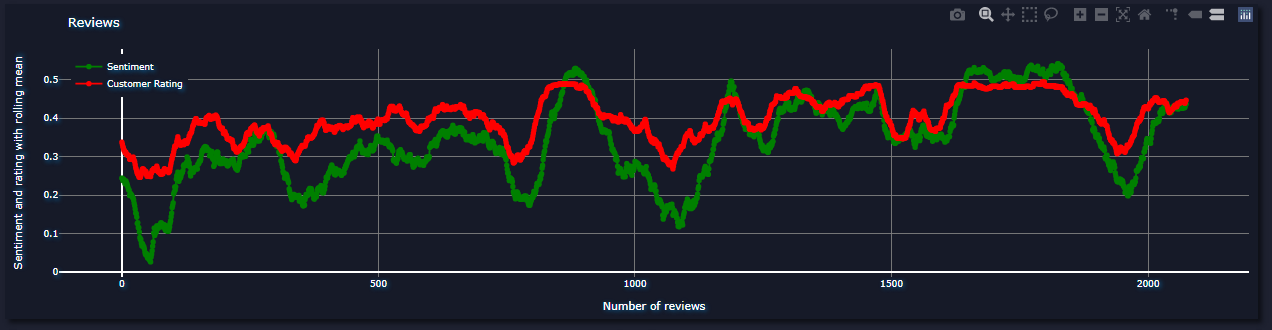 Reviews
Sentiment
Customer Rating
Sentiment and rating with rolling mean
0.5
0.4
0.3
0.2
0.1
0
0
500
1000
1500
2000
Number of reviews